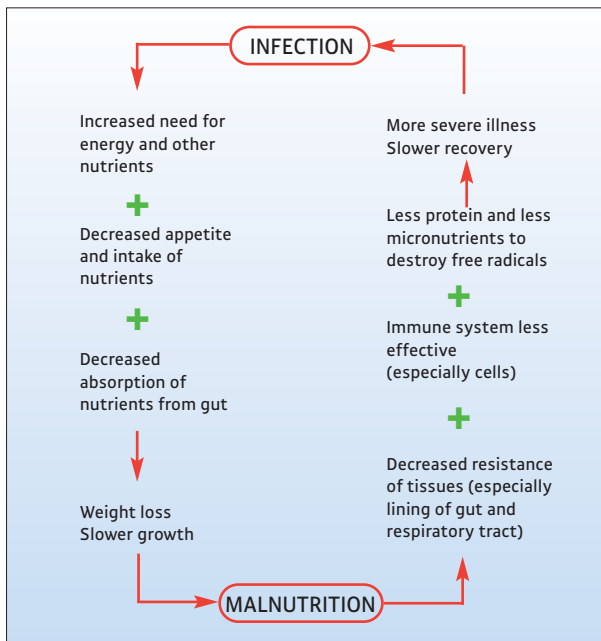 INFECTION
Increased need for
energy and other
nutrients
+
Decreased appetite
and intake of
nutrients
+
Decreased
absorption of
nutrients from gut
Weight loss
Slower growth
MALNUTRITION
Decreased resistance
of tissues (especially
lining of gut and
respiratory tract)
+
Immune system less
effective
(especially cells)
+
Less protein and less
micronutrients to
destroy free radicals
More severe illness
Slower recovery